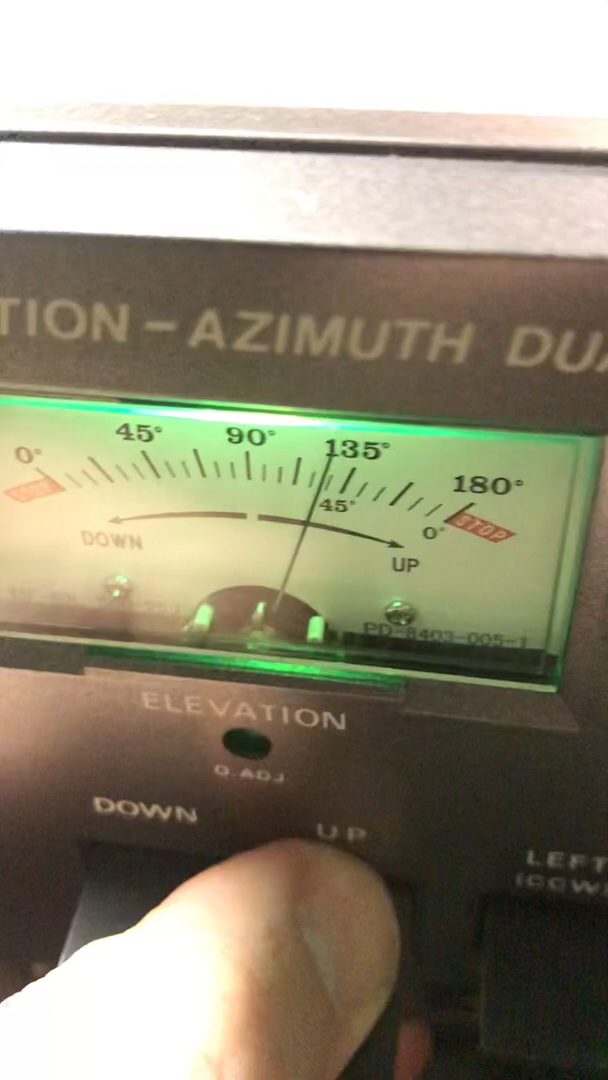 TION - AZIMUTH DUA
0° 45° 90° 135° 180°
STOP 45° 0° STOP
DOWN UP
PD-8403-005-1
ELEVATION
0.ADJ.
DOWN UP
LEFT
(CCW)